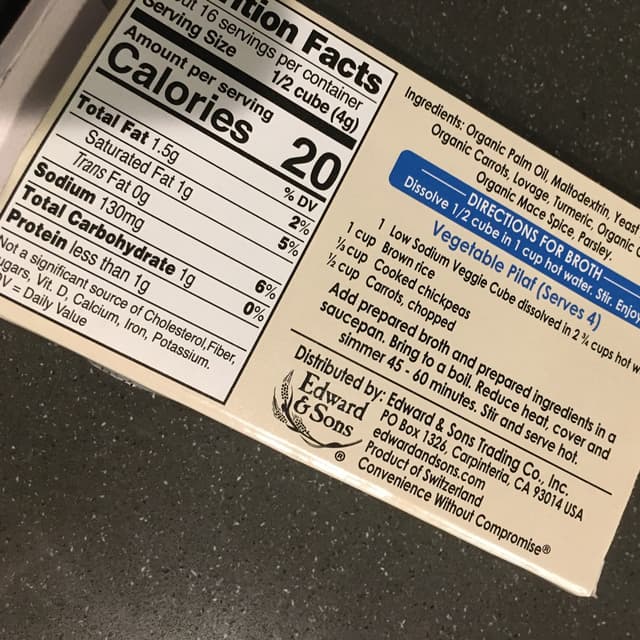 ition Facts
out 16 servings per container
Serving Size 1/2 cube (4g)
Amount per serving
Calories 20
% DV
Total Fat 1.5g 2%
Saturated Fat 1g 5%
Trans Fat 0g
Sodium 130mg 6%
Total Carbohydrate 1g 0%
Protein less than 1g
Not a significant source of Cholesterol, Fiber,
ugars, Vit. D, Calcium, Iron, Potassium.
DV = Daily Value
Ingredients: Organic Palm Oil, Maltodextrin, Yeast
Organic Carrots, Lovage, Turmeric, Organic
Organic Mace Spice, Parsley.
DIRECTIONS FOR BROTH
Dissolve 1/2 cube in 1 cup hot water. Stir. Enjoy
Vegetable Pilaf (Serves 4)
1 Low Sodium Veggie Cube dissolved in 2 ¾ cups hot w
1 cup Brown rice
½ cup Cooked chickpeas
½ cup Carrots, chopped
Add prepared broth and prepared ingredients in a
saucepan. Bring to a boil. Reduce heat, cover and
simmer 45 - 60 minutes. Stir and serve hot.
Edward
& Sons
®
Distributed by: Edward & Sons Trading Co., Inc.
PO Box 1326, Carpinteria, CA 93014 USA
edwardandsons.com
Product of Switzerland
Convenience Without Compromise®